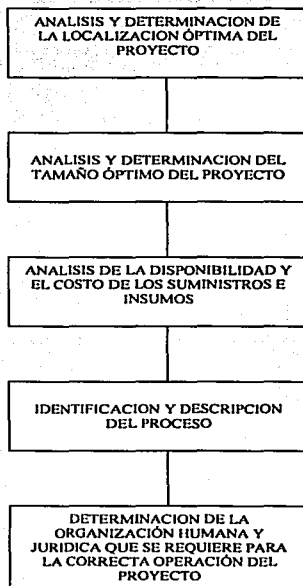 ANALISIS Y DETERMINACION DE
LA LOCALIZACION ÓPTIMA DEL
PROYECTO
ANALISIS Y DETERMINACION DEL
TAMAÑO ÓPTIMO DEL PROYECTO
ANALISIS DE LA DISPONIBILIDAD Y
EL COSTO DE LOS SUMINISTROS E
INSUMOS
IDENTIFICACION Y DESCRIPCION
DEL PROCESO
DETERMINACION DE LA
ORGANIZACIÓN HUMANA Y
JURIDICA QUE SE REQUIERE PARA
LA CORRECTA OPERACIÓN DEL
PROYECTO